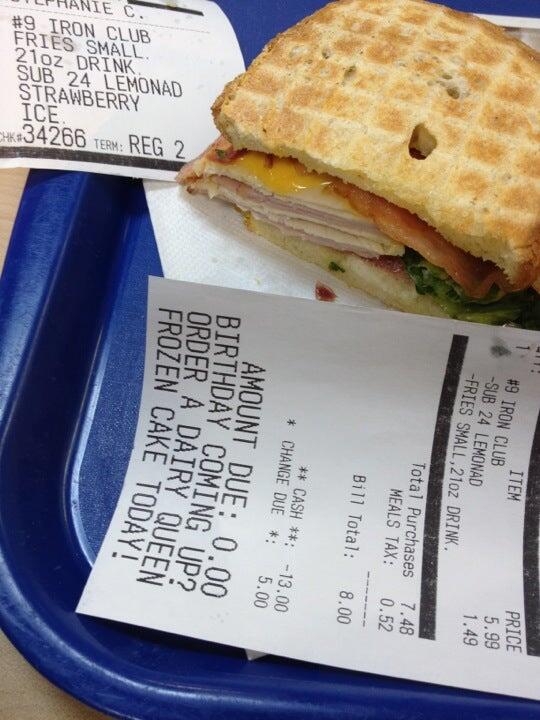 STEPHANIE C.
#9 IRON CLUB
FRIES SMALL.
21oz DRINK.
SUB 24 LEMONAD
STRAWBERRY
ICE.
CHK#34266 TERM: REG 2
ITEM PRICE
#9 IRON CLUB 5.99
-SUB 24 LEMONAD 1.49
-FRIES SMALL,21oz DRINK.
Total Purchases 7.48
MEALS TAX: 0.52
-------
Bill Total: 8.00
** CASH **: -13.00
* CHANGE DUE *: 5.00
AMOUNT DUE: 0.00
BIRTHDAY COMING UP?
ORDER A DAIRY QUEEN
FROZEN CAKE TODAY!